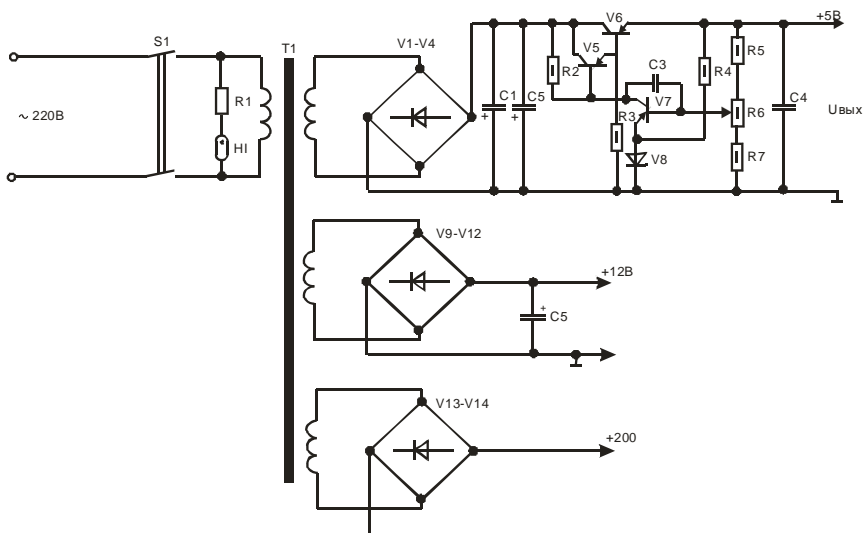 S1
T1
V1-V4
V6
+5В
V5
R2
C3
R4
R5
~ 220В
R1
HI
C1
C5
+
+
R3
V7
R6
C4
Uвых
V8
R7
V9-V12
+12В
+
C5
V13-V14
+200